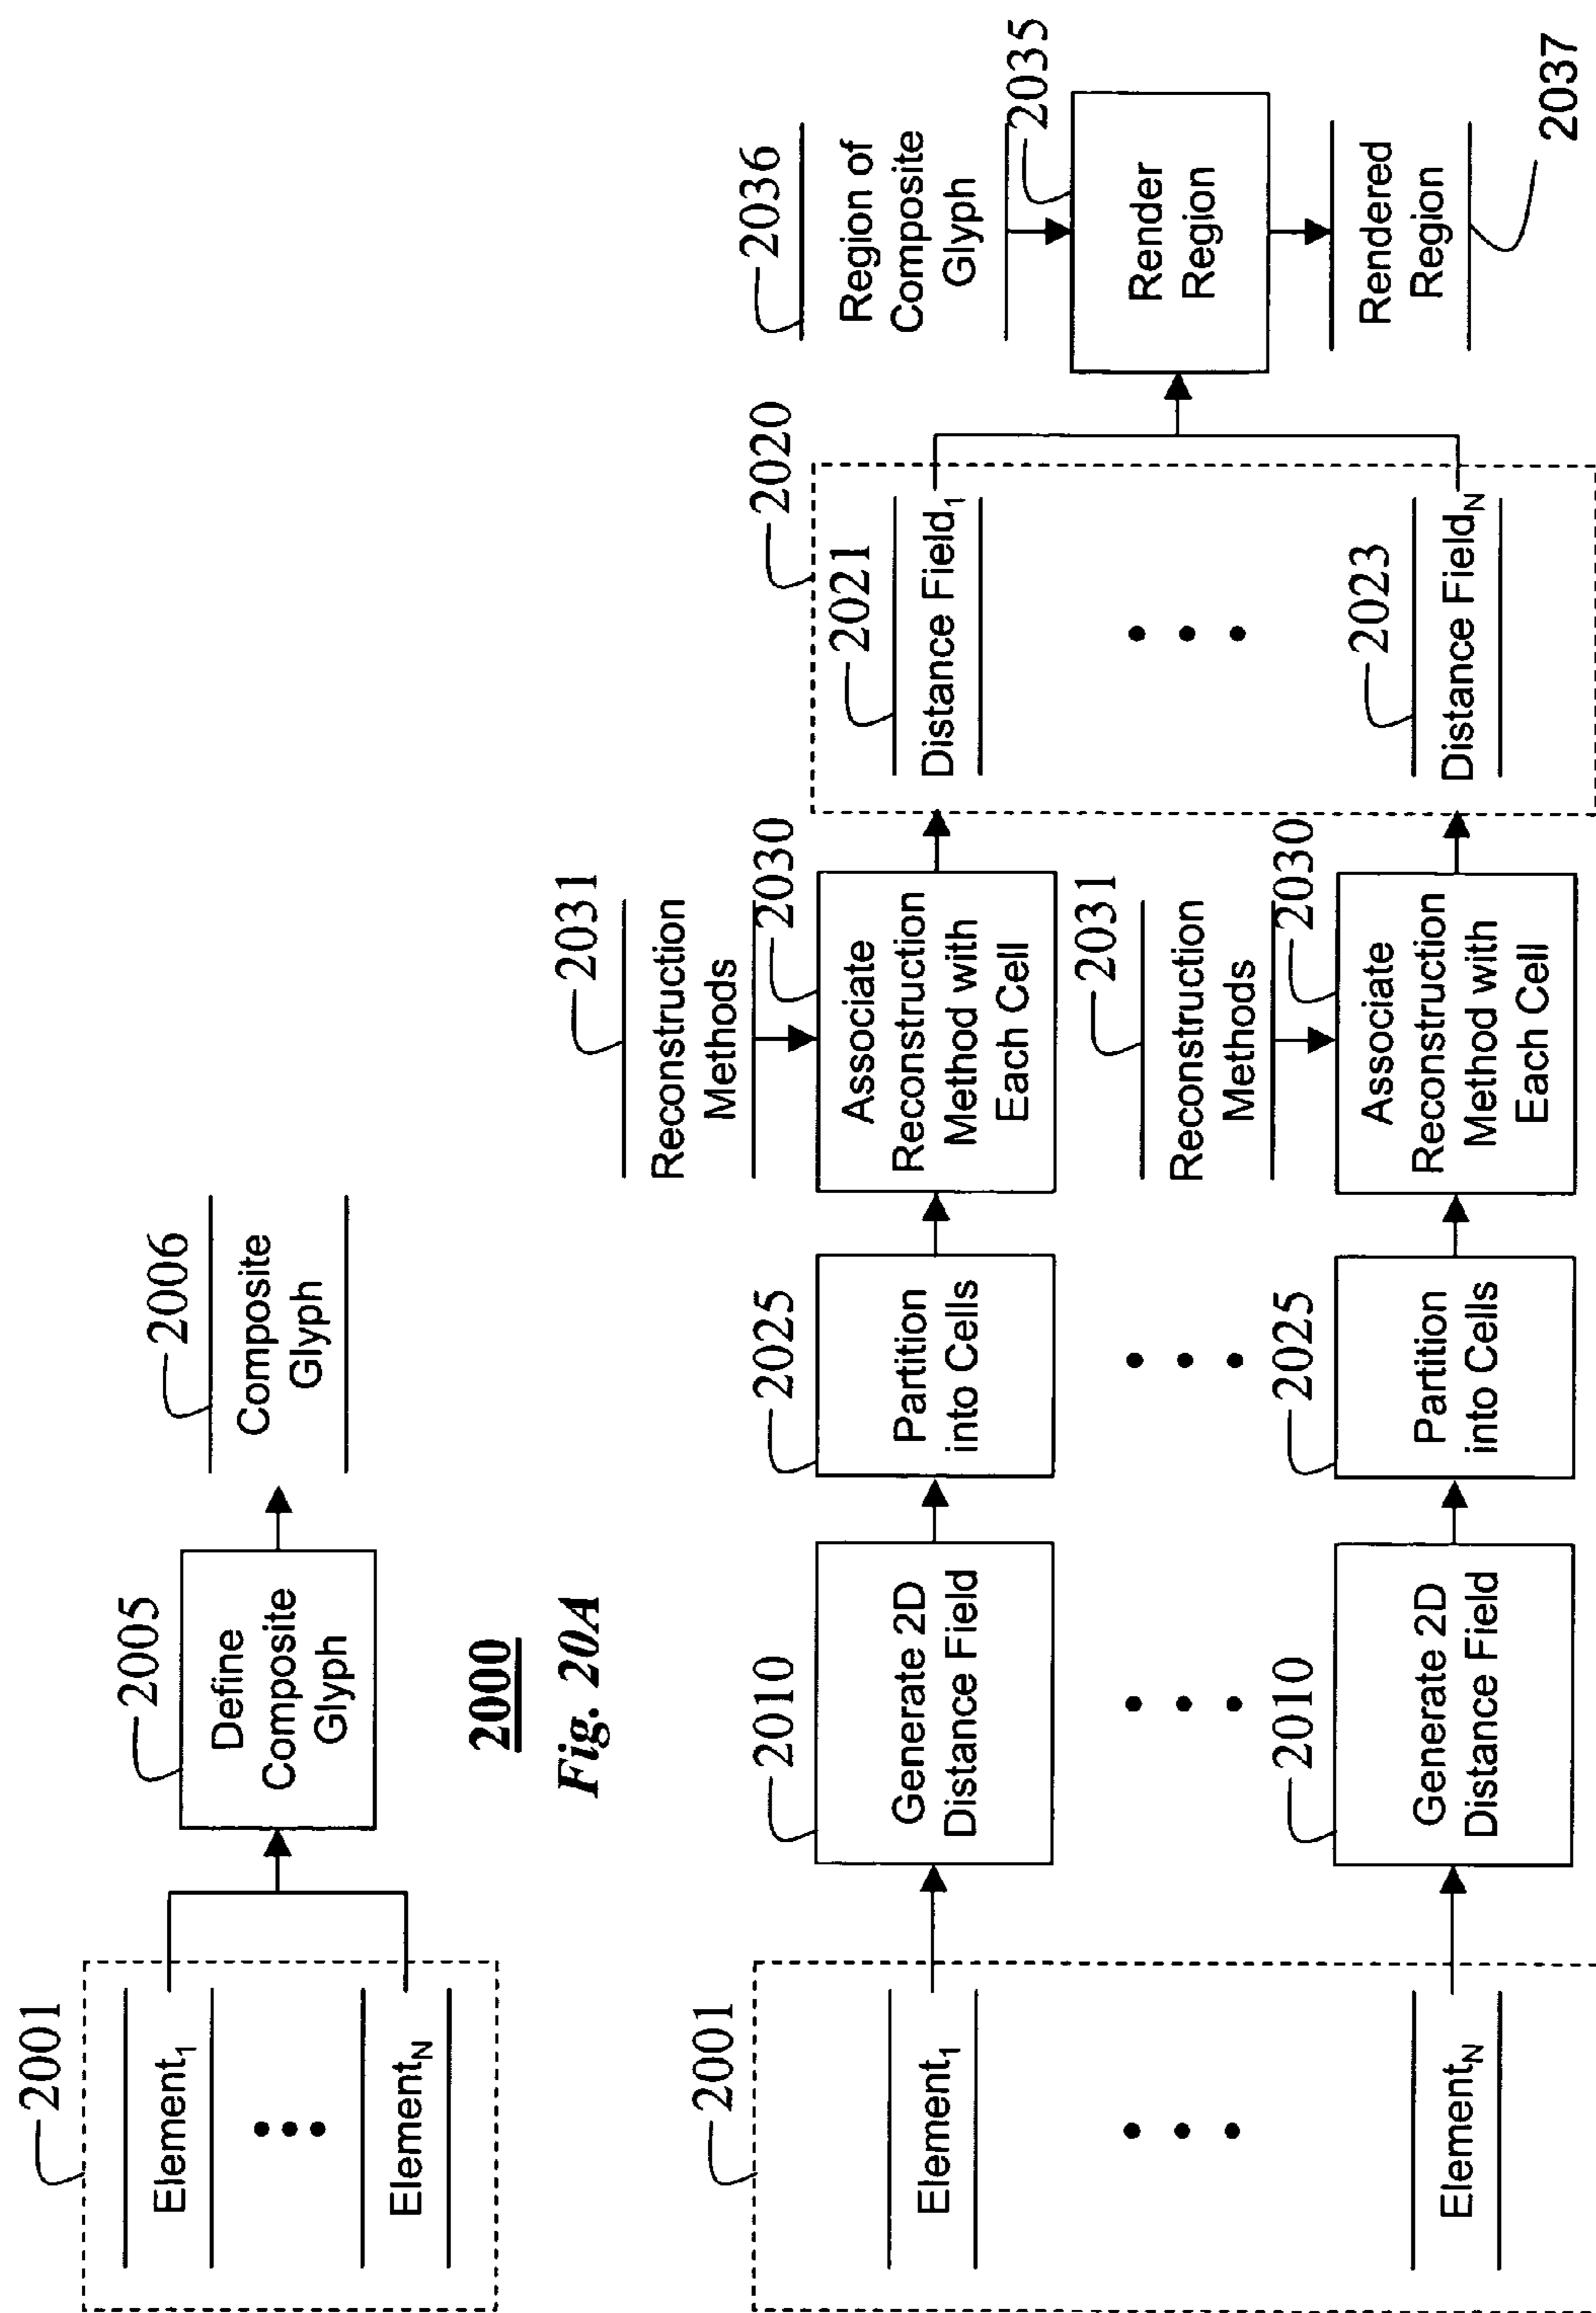 2001
Element1
ElementN
2005
Define
Composite
Glyph
2006
Composite
Glyph
2000
Fig. 20A
2001
Element1
ElementN
2010
Generate 2D
Distance Field
2010
Generate 2D
Distance Field
2025
Partition
into Cells
2025
Partition
into Cells
2031
Reconstruction
Methods
2030
Associate
Reconstruction
Method with
Each Cell
2031
Reconstruction
Methods
2030
Associate
Reconstruction
Method with
Each Cell
2020
2021
Distance Field1
2023
Distance FieldN
2036
Region of
Composite
Glyph
2035
Render
Region
Rendered
Region
2037